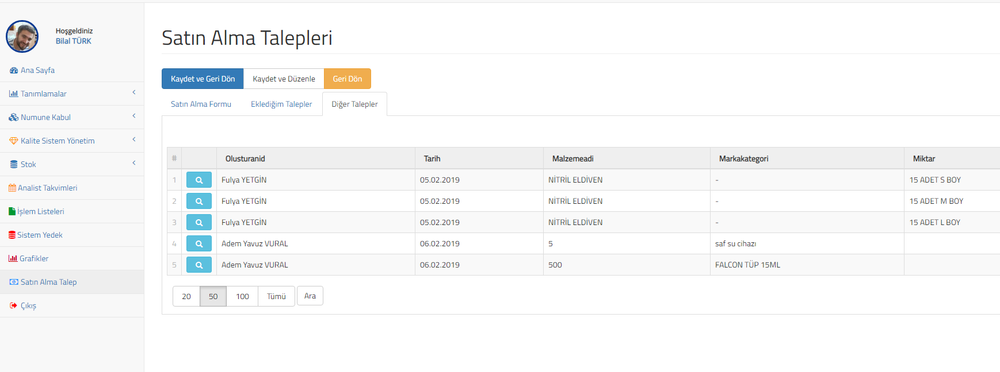 Hoşgeldiniz
Bilal TÜRK
Ana Sayfa
Tanımlamalar
Numune Kabul
Kalite Sistem Yönetim
Stok
Analist Takvimleri
İşlem Listeleri
Sistem Yedek
Grafikler
Satın Alma Talep
Çıkış
Satın Alma Talepleri
Kaydet ve Geri Dön Kaydet ve Düzenle Geri Dön
Satın Alma Formu Eklediğim Talepler Diğer Talepler
# Olusturanid Tarih Malzemeadi Markakategori Miktar
1 Fulya YETGİN 05.02.2019 NİTRİL ELDİVEN - 15 ADET S BOY
2 Fulya YETGİN 05.02.2019 NİTRİL ELDİVEN - 15 ADET M BOY
3 Fulya YETGİN 05.02.2019 NİTRİL ELDİVEN - 15 ADET L BOY
4 Adem Yavuz VURAL 06.02.2019 5 saf su cihazı
5 Adem Yavuz VURAL 06.02.2019 500 FALCON TÜP 15ML
20 50 100 Tümü Ara